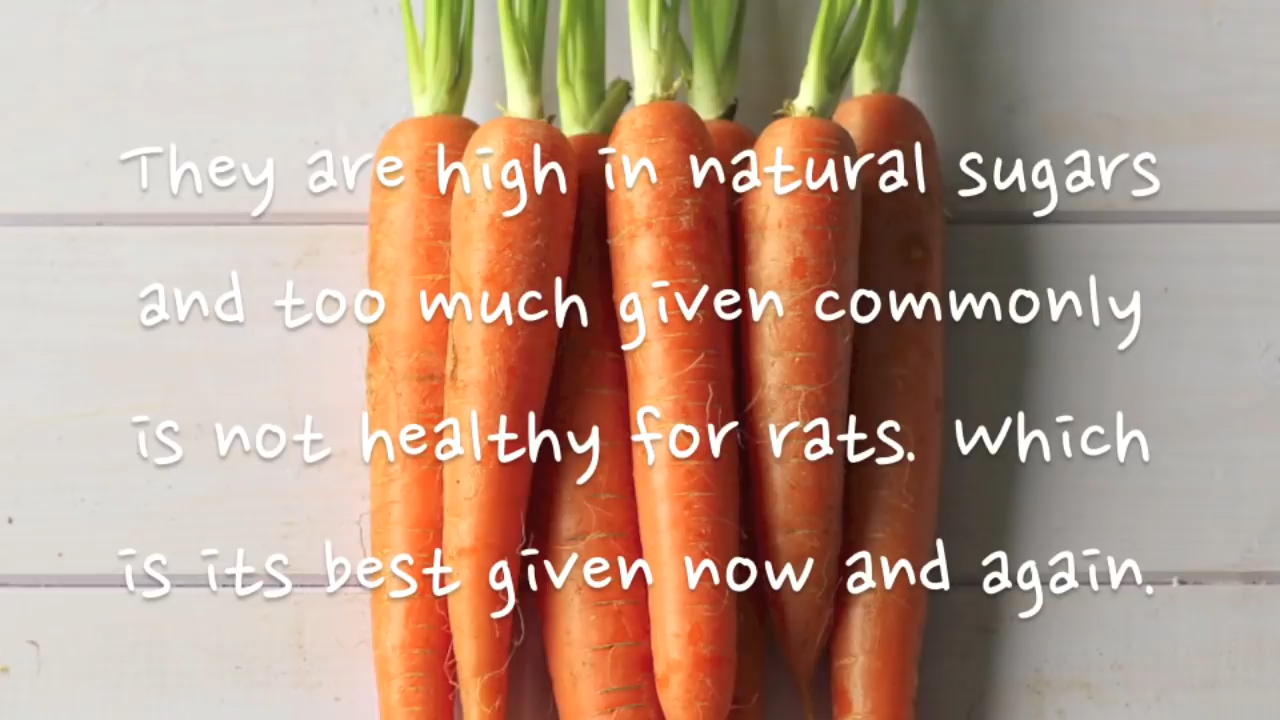 They are high in natural sugars
and too much given commonly
is not healthy for rats. Which
is its best given now and again.